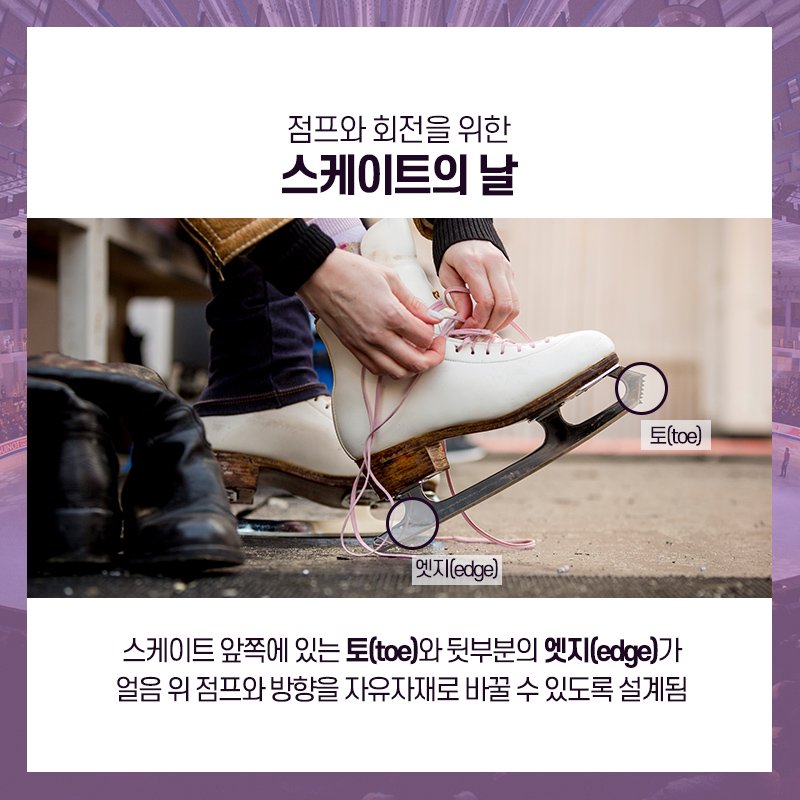 점프와 회전을 위한
스케이트의 날
토(toe)
엣지(edge)
스케이트 앞쪽에 있는 토(toe)와 뒷부분의 엣지(edge)가
얼음 위 점프와 방향을 자유자재로 바꿀 수 있도록 설계됨